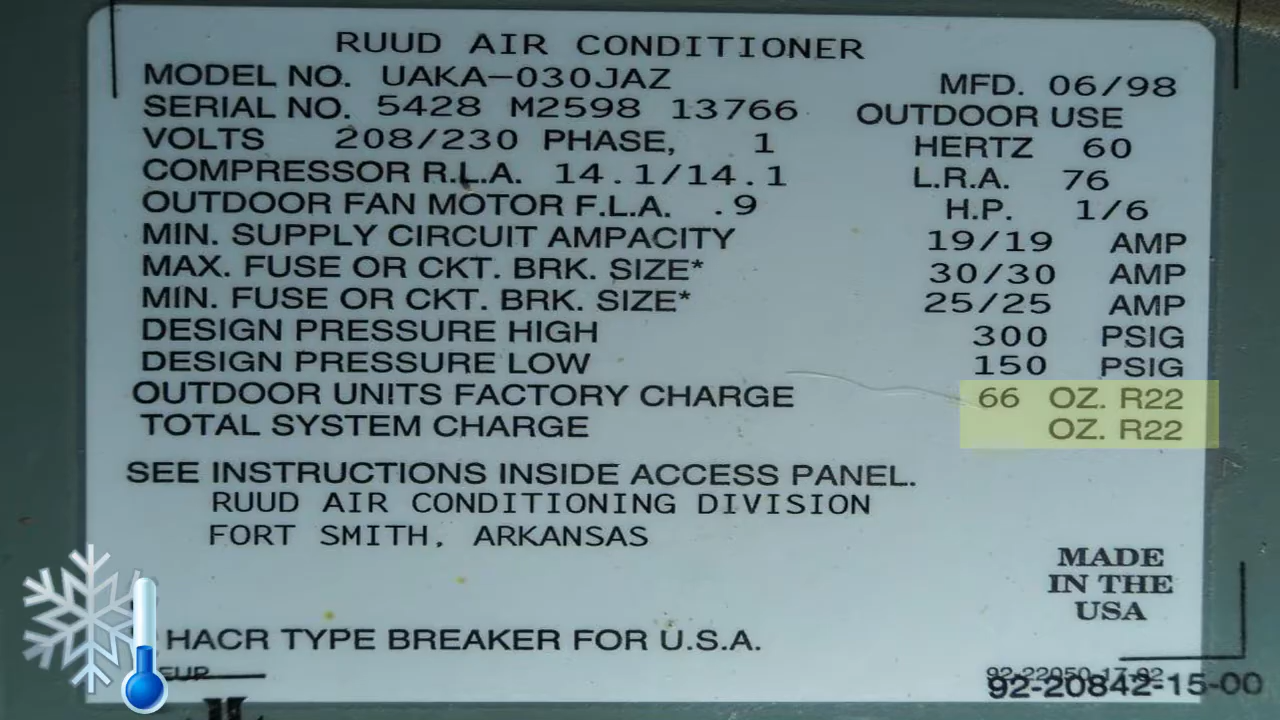 RUUD AIR CONDITIONER
MODEL NO. UAKA-030JAZ MFD. 06/98
SERIAL NO. 5428 M2598 13766 OUTDOOR USE
VOLTS 208/230 PHASE, 1 HERTZ 60
COMPRESSOR R.L.A. 14.1/14.1 L.R.A. 76
OUTDOOR FAN MOTOR F.L.A. .9 H.P. 1/6
MIN. SUPPLY CIRCUIT AMPACITY 19/19 AMP
MAX. FUSE OR CKT. BRK. SIZE* 30/30 AMP
MIN. FUSE OR CKT. BRK. SIZE* 25/25 AMP
DESIGN PRESSURE HIGH 300 PSIG
DESIGN PRESSURE LOW 150 PSIG
OUTDOOR UNITS FACTORY CHARGE 66 OZ. R22
TOTAL SYSTEM CHARGE OZ. R22
SEE INSTRUCTIONS INSIDE ACCESS PANEL.
RUUD AIR CONDITIONING DIVISION
FORT SMITH, ARKANSAS
MADE
IN THE
USA
HACR TYPE BREAKER FOR U.S.A.
92-20842-15-00